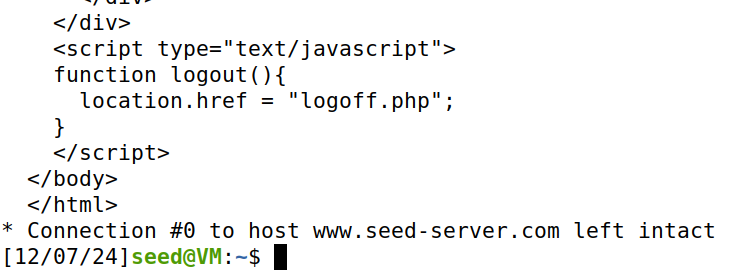 </div>
</div>
<script type="text/javascript">
function logout(){
location.href = "logoff.php";
}
</script>
</body>
</html>
* Connection #0 to host www.seed-server.com left intact
[12/07/24]seed@VM:~$